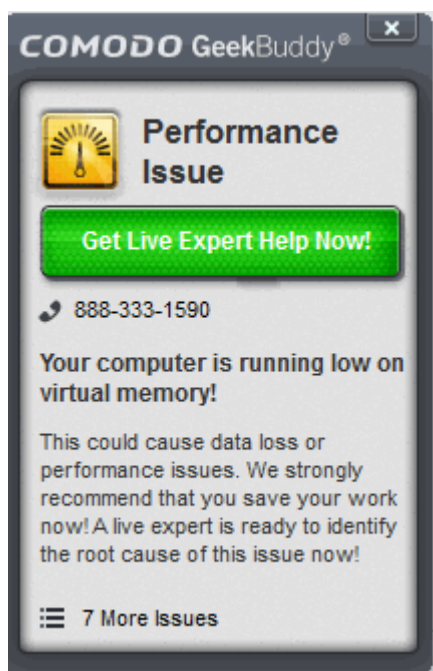 COMODO GeekBuddy®
Performance
Issue
Get Live Expert Help Now!
888-333-1590
Your computer is running low on
virtual memory!
This could cause data loss or
performance issues. We strongly
recommend that you save your work
now! A live expert is ready to identify
the root cause of this issue now!
7 More Issues